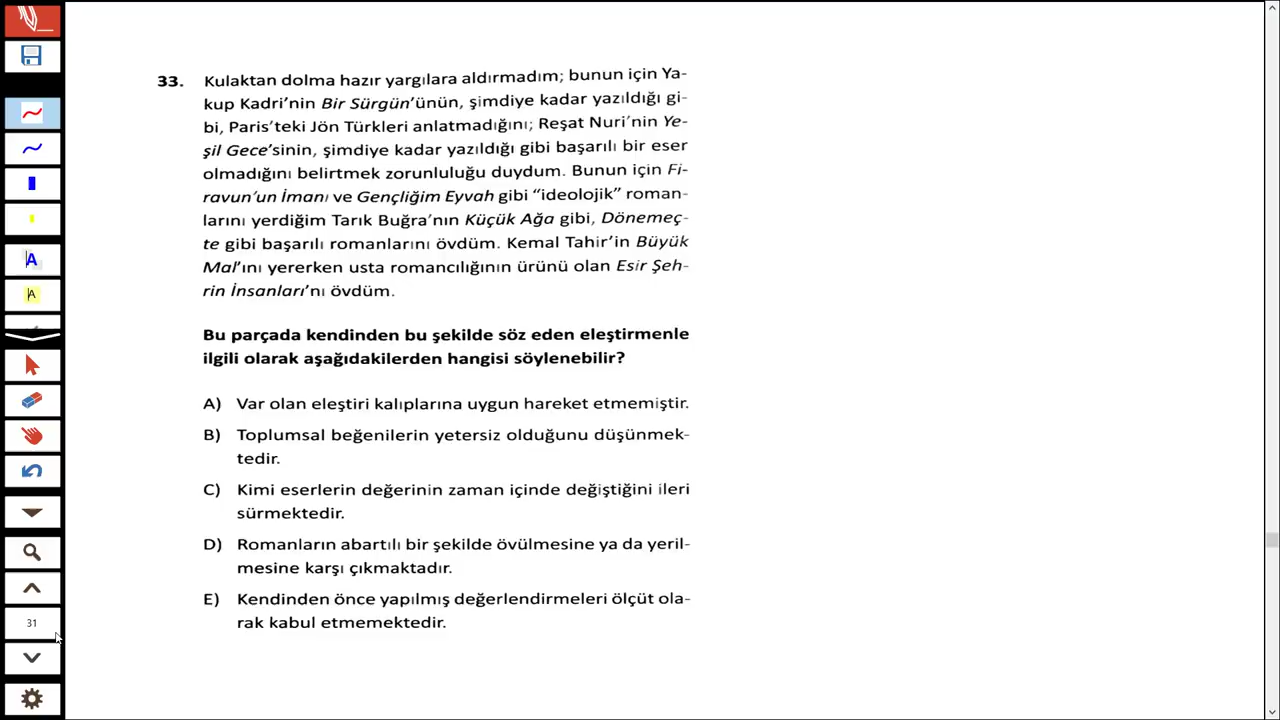 33. Kulaktan dolma hazır yargılara aldırmadım; bunun için Ya-
kup Kadri’nin Bir Sürgün’ünün, şimdiye kadar yazıldığı gi-
bi, Paris’teki Jön Türkleri anlatmadığını; Reşat Nuri’nin Ye-
şil Gece’sinin, şimdiye kadar yazıldığı gibi başarılı bir eser
olmadığını belirtmek zorunluluğu duydum. Bunun için Fi-
ravun’un İmanı ve Gençliğim Eyvah gibi “ideolojik” roman-
larını yerdiğim Tarık Buğra’nın Küçük Ağa gibi, Dönemeç-
te gibi başarılı romanlarını övdüm. Kemal Tahir’in Büyük
Mal’ını yererken usta romancılığının ürünü olan Esir Şeh-
rin İnsanları’nı övdüm.
Bu parçada kendinden bu şekilde söz eden eleştirmenle
ilgili olarak aşağıdakilerden hangisi söylenebilir?
A) Var olan eleştiri kalıplarına uygun hareket etmemiştir.
B) Toplumsal beğenilerin yetersiz olduğunu düşünmek-
tedir.
C) Kimi eserlerin değerinin zaman içinde değiştiğini ileri
sürmektedir.
D) Romanların abartılı bir şekilde övülmesine ya da yeril-
mesine karşı çıkmaktadır.
E) Kendinden önce yapılmış değerlendirmeleri ölçüt ola-
rak kabul etmemektedir.
A
A
31